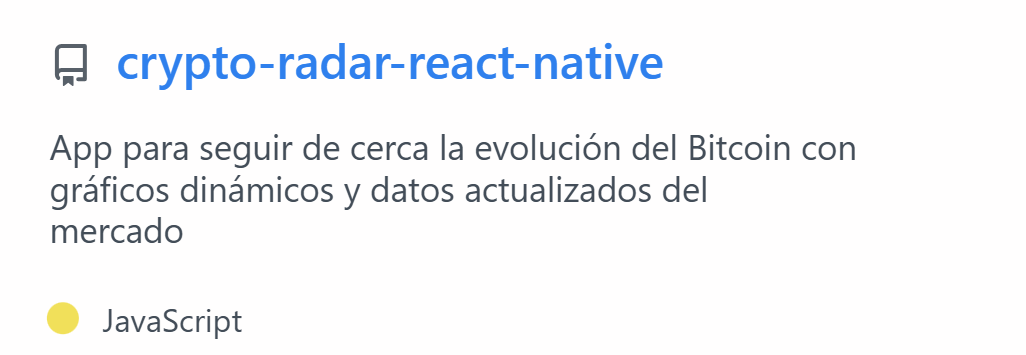 crypto-radar-react-native
App para seguir de cerca la evolución del Bitcoin con
gráficos dinámicos y datos actualizados del
mercado
JavaScript